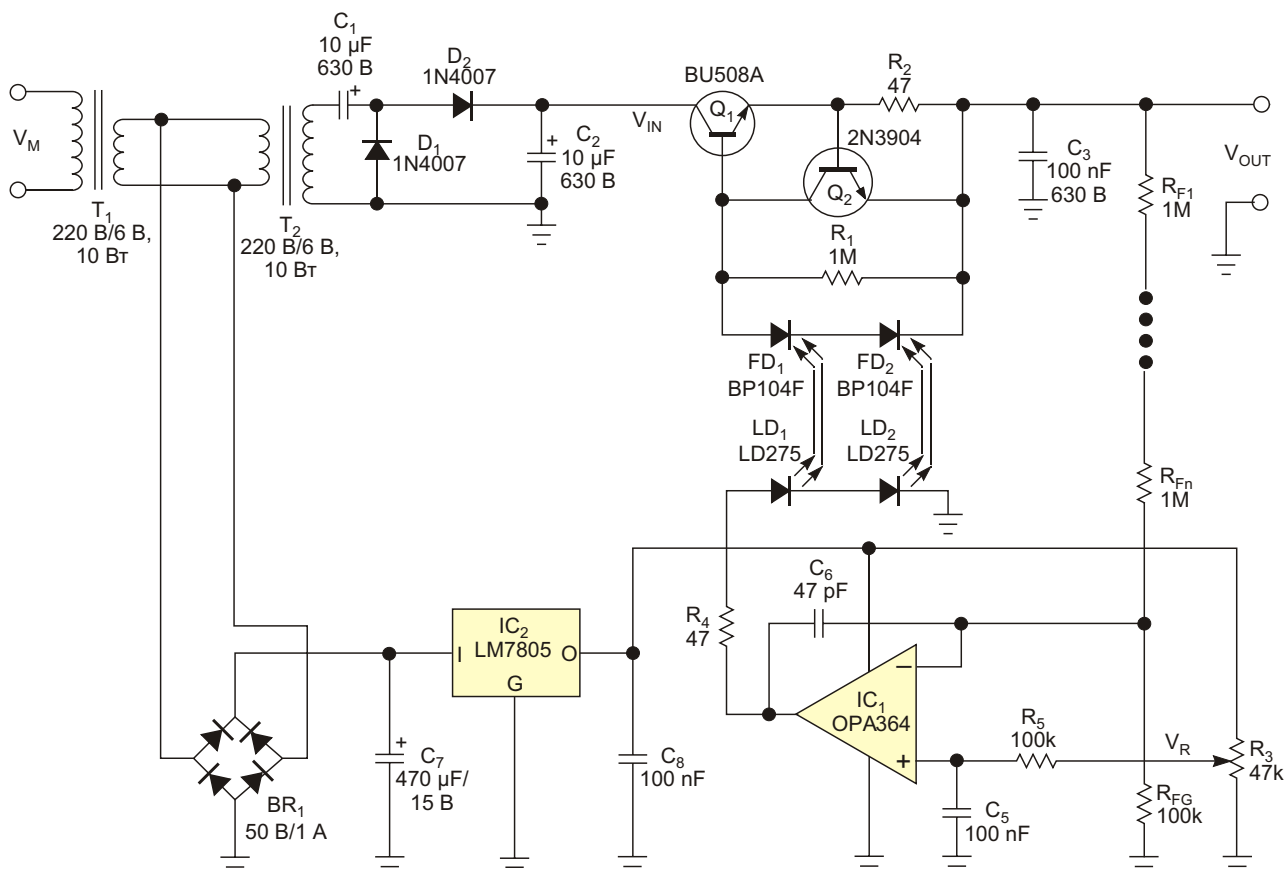 C1
10 µF
630 В
D2
1N4007
BU508A
R2
47
VM
D1
1N4007
C2
10 µF
630 В
VIN
Q1
2N3904
Q2
C3
100 nF
630 В
VOUT
RF1
1M
T1
220 В/6 В,
10 Вт
T2
220 В/6 В,
10 Вт
R1
1M
FD1
BP104F
FD2
BP104F
LD1
LD275
LD2
LD275
RFn
1M
C6
47 pF
R4
47
IC2
LM7805
I
O
G
–
IC1
OPA364
+
R5
100k
VR
R3
47k
+
C7
470 µF/
15 В
C8
100 nF
BR1
50 В/1 А
C5
100 nF
RFG
100k